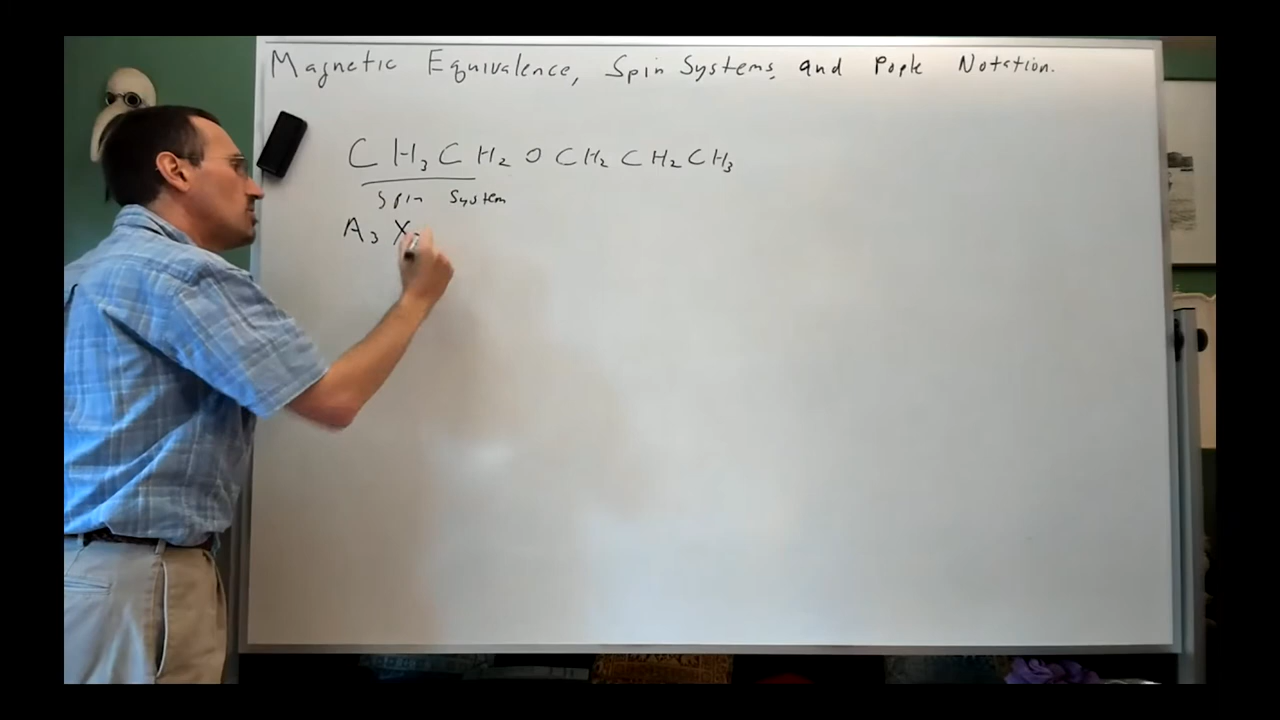 Magnetic Equivalence, Spin Systems, and Pople Notation.
CH₃CH₂OCH₂CH₂CH₃
Spin System
A₃X